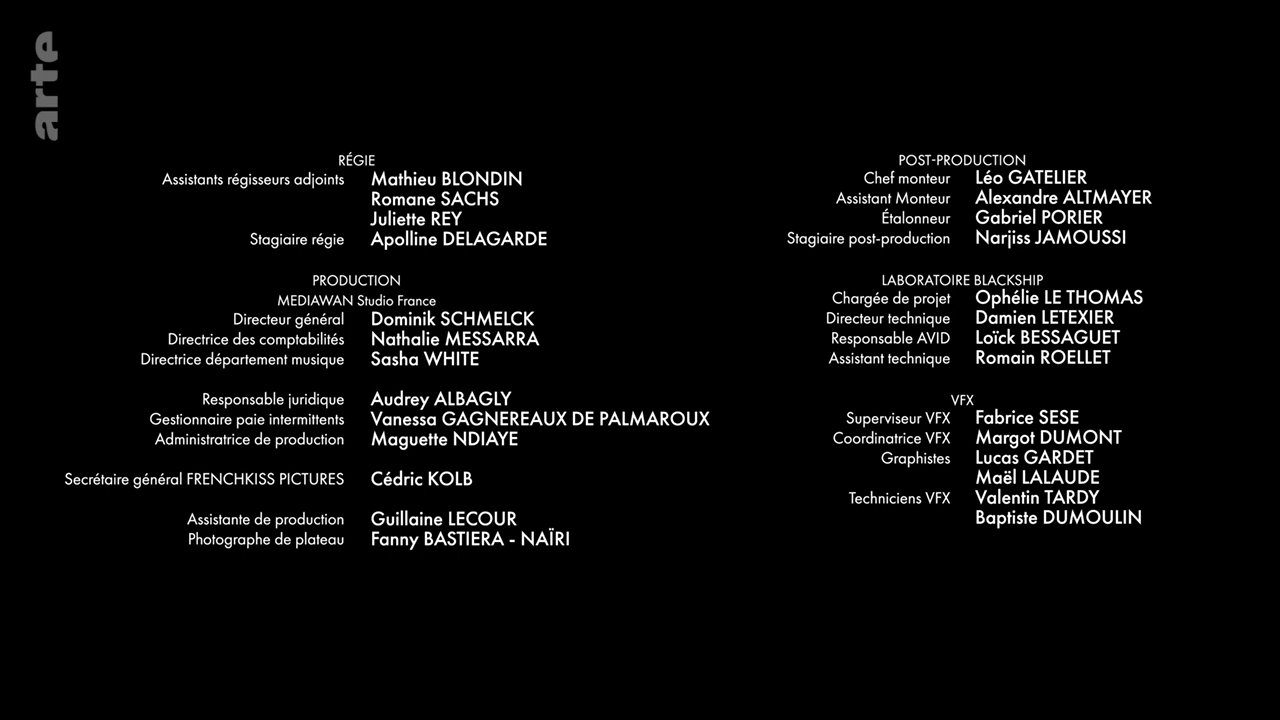 arte
RÉGIE
Assistants régisseurs adjoints Mathieu BLONDIN
Romane SACHS
Juliette REY
Stagiaire régie Apolline DELAGARDE
PRODUCTION
MEDIAWAN Studio France
Directeur général Dominik SCHMELCK
Directrice des comptabilités Nathalie MESSARRA
Directrice département musique Sasha WHITE
Responsable juridique Audrey ALBAGLY
Gestionnaire paie intermittents Vanessa GAGNEREAUX DE PALMAROUX
Administratrice de production Maguette NDIAYE
Secrétaire général FRENCHKISS PICTURES Cédric KOLB
Assistante de production Guillaine LECOUR
Photographe de plateau Fanny BASTIERA - NAÏRI
POST-PRODUCTION
Chef monteur Léo GATELIER
Assistant Monteur Alexandre ALTMAYER
Étalonneur Gabriel PORIER
Stagiaire post-production Narjiss JAMOUSSI
LABORATOIRE BLACKSHIP
Chargée de projet Ophélie LE THOMAS
Directeur technique Damien LETEXIER
Responsable AVID Loïck BESSAGUET
Assistant technique Romain ROELLET
VFX
Superviseur VFX Fabrice SESE
Coordinatrice VFX Margot DUMONT
Graphistes Lucas GARDET
Maël LALAUDE
Techniciens VFX Valentin TARDY
Baptiste DUMOULIN